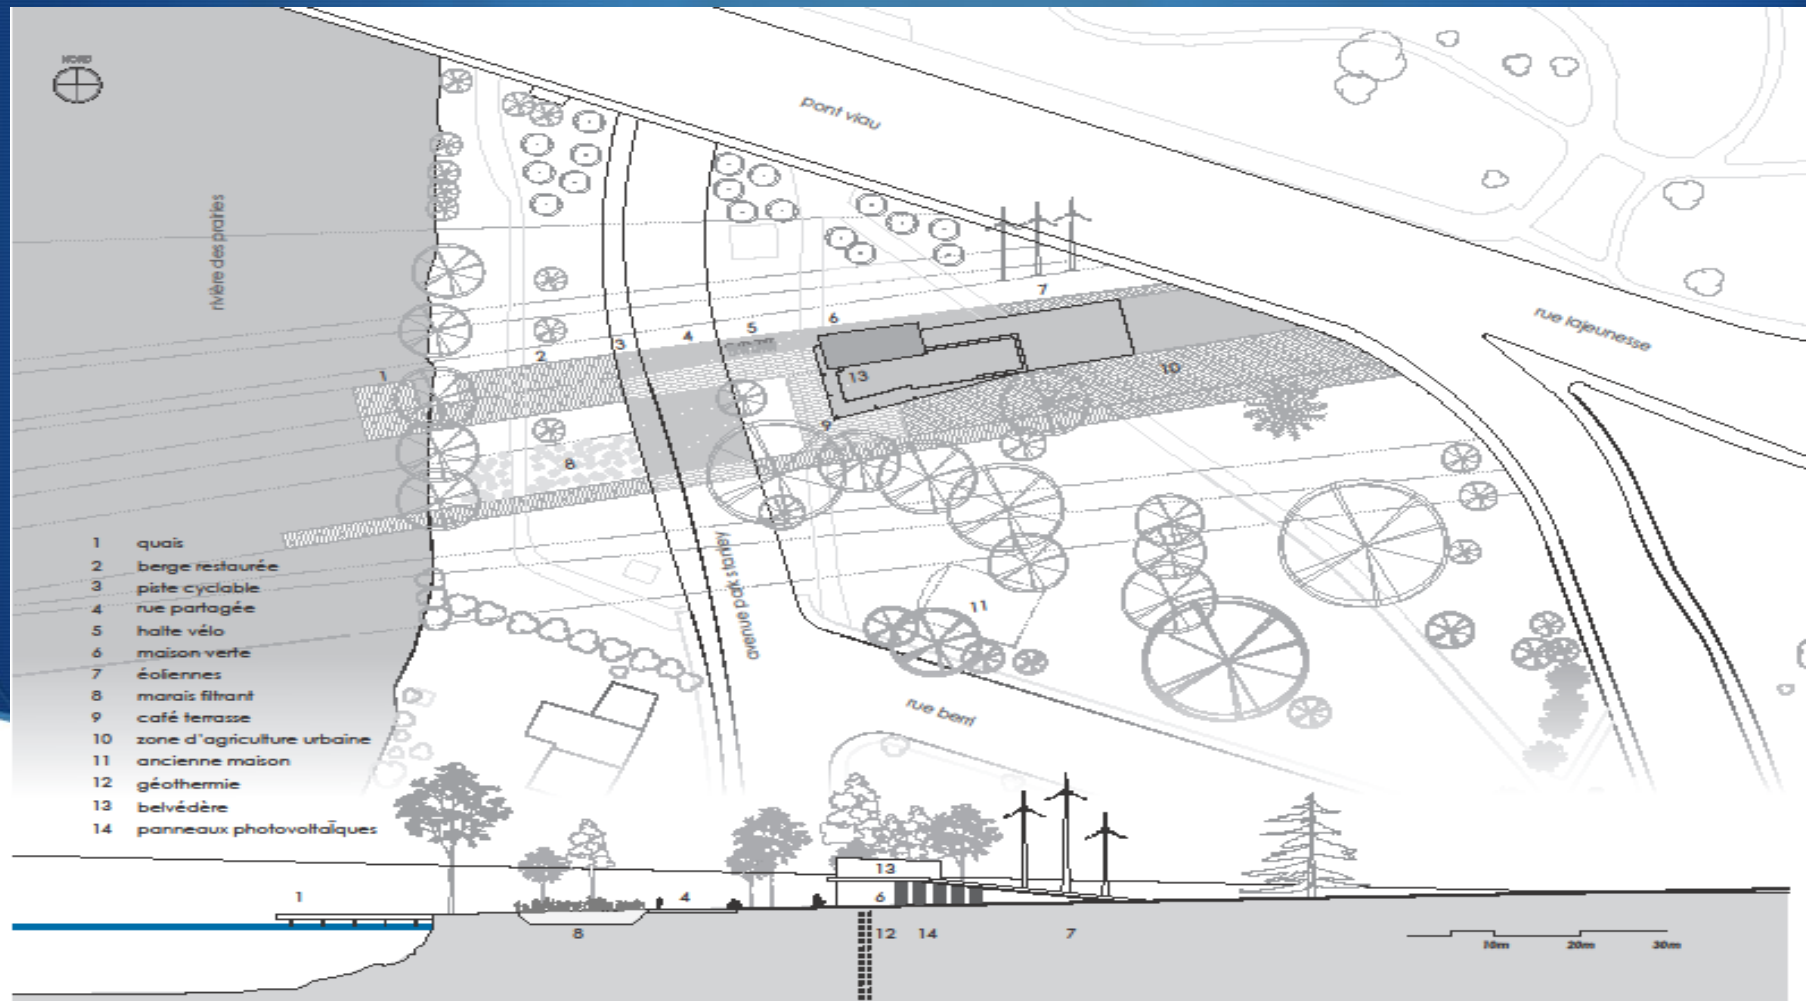 NORD
pont viau
rivière des prairies
rue lajeunesse
7
6
5
4
3
2
1
13
10
9
8
11
avenue park stanley
rue berri
1 quais
2 berge restaurée
3 piste cyclable
4 rue partagée
5 halte vélo
6 maison verte
7 éoliennes
8 marais filtrant
9 café terrasse
10 zone d'agriculture urbaine
11 ancienne maison
12 géothermie
13 belvédère
14 panneaux photovoltaïques
13
1
4
6
8
12 14
7
10m 20m 30m